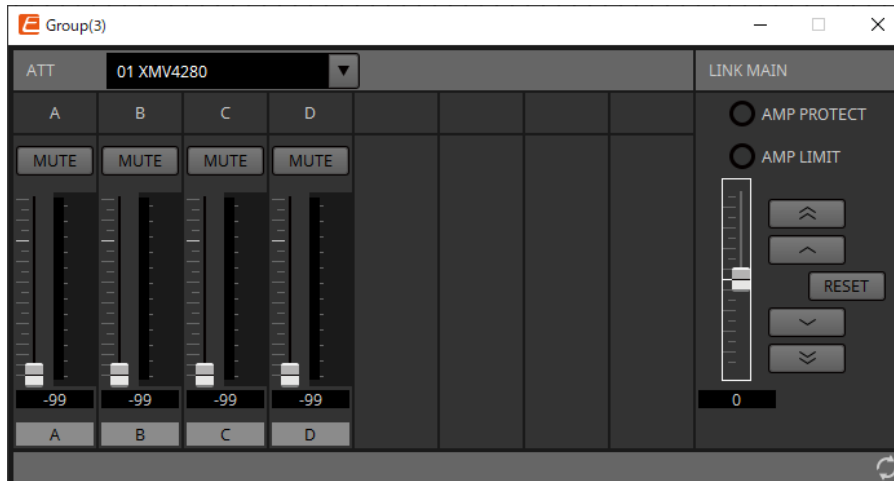 Group(3)
ATT 01 XMV4280 LINK MAIN
A B C D AMP PROTECT
MUTE MUTE MUTE MUTE AMP LIMIT
RESET
-99 -99 -99 -99 0
A B C D